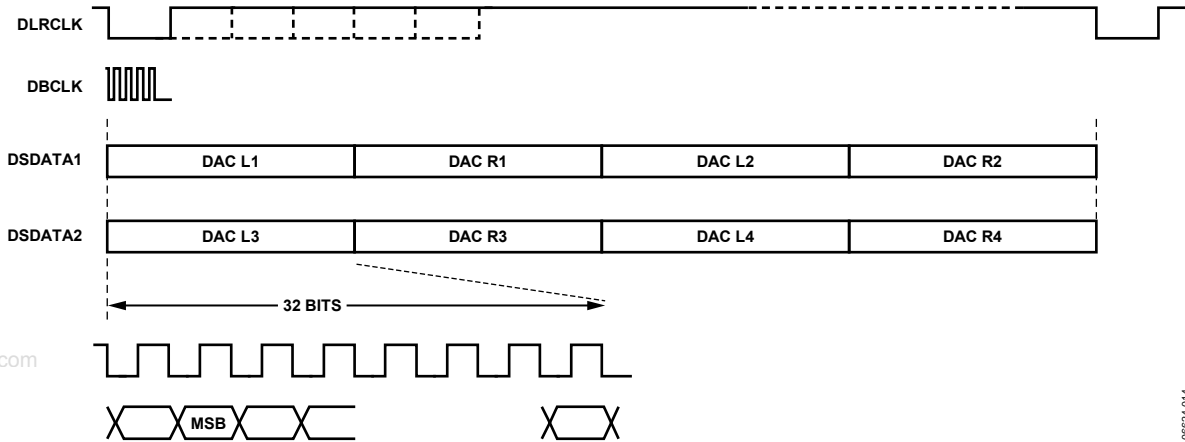 DLRCLK
DBCLK
DSDATA1 DAC L1 DAC R1 DAC L2 DAC R2
DSDATA2 DAC L3 DAC R3 DAC L4 DAC R4
32 BITS
com
MSB